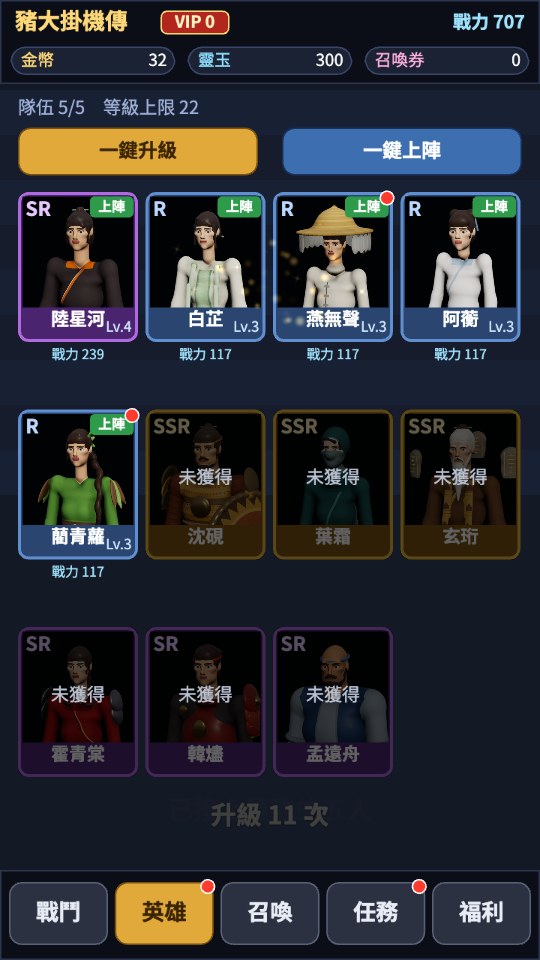 豬大掛機傳 VIP 0 戰力 707
金幣 32 靈玉 300 召喚券 0
隊伍 5/5 等級上限 22
一鍵升級 一鍵上陣
SR 上陣 R 上陣 R 上陣 R 上陣
陸星河 Lv.4 白芷 Lv.3 燕無聲 Lv.3 阿蘅 Lv.3
戰力 239 戰力 117 戰力 117 戰力 117
R 上陣 SSR SSR SSR
未獲得 未獲得 未獲得
藺青蘿 Lv.3 沈硯 葉霜 玄珩
戰力 117
SR SR SR
未獲得 未獲得 未獲得
霍青棠 韓燼 孟遠舟
升級 11 次
戰鬥 英雄 召喚 任務 福利